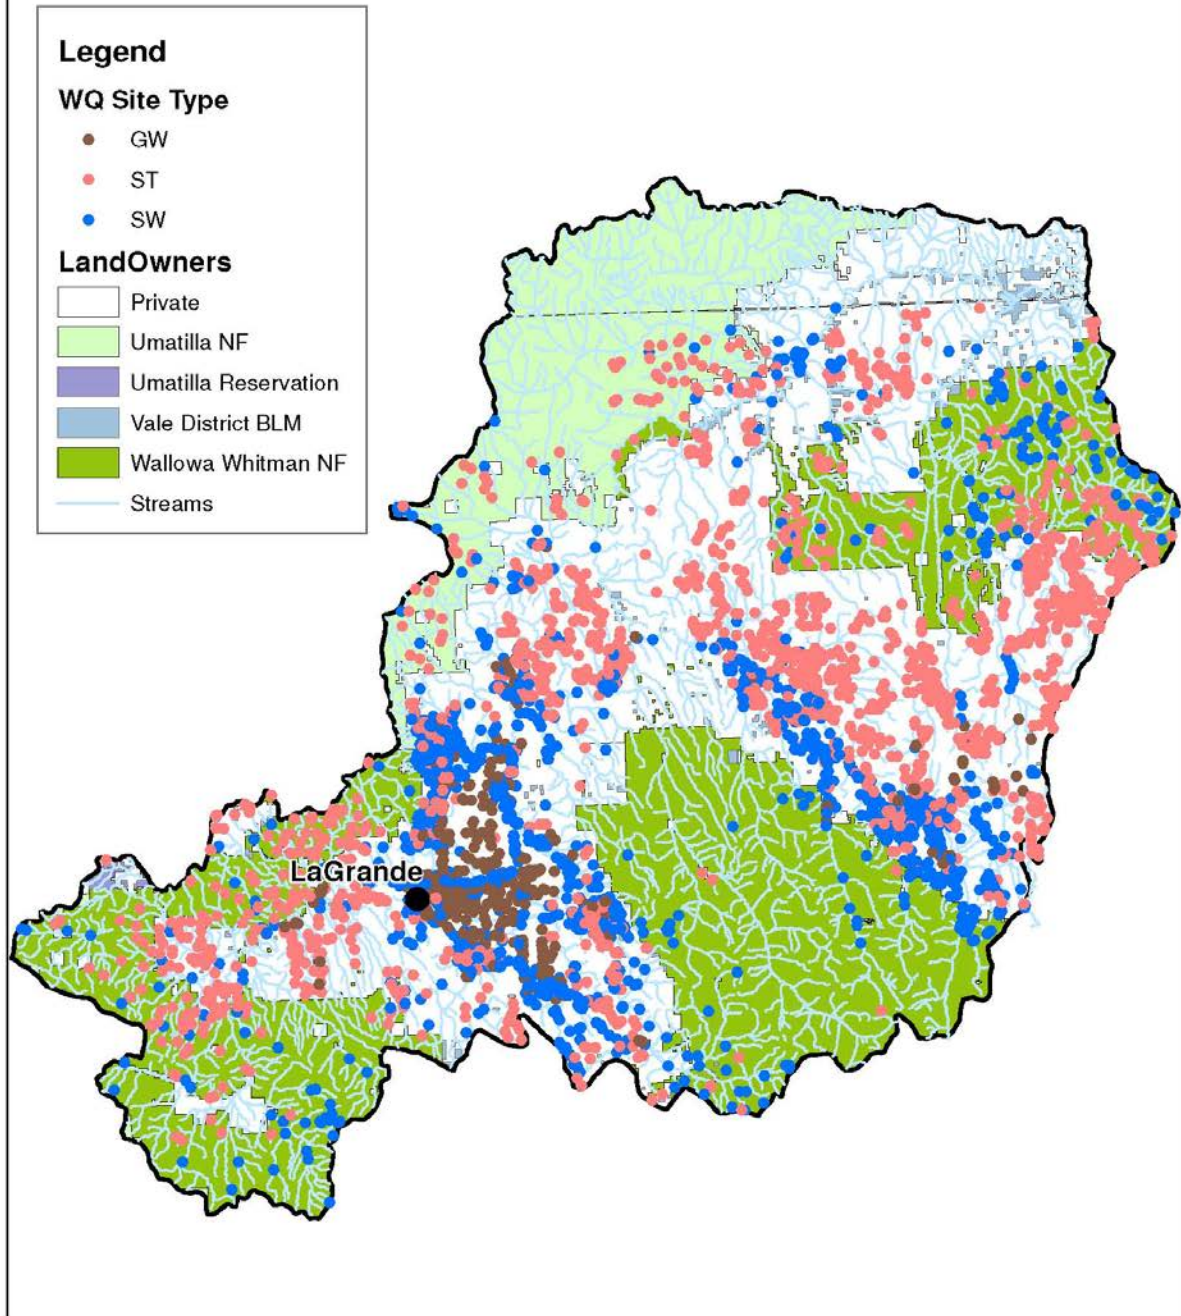 Legend
WQ Site Type
GW
ST
SW
LandOwners
Private
Umatilla NF
Umatilla Reservation
Vale District BLM
Wallowa Whitman NF
Streams
LaGrande